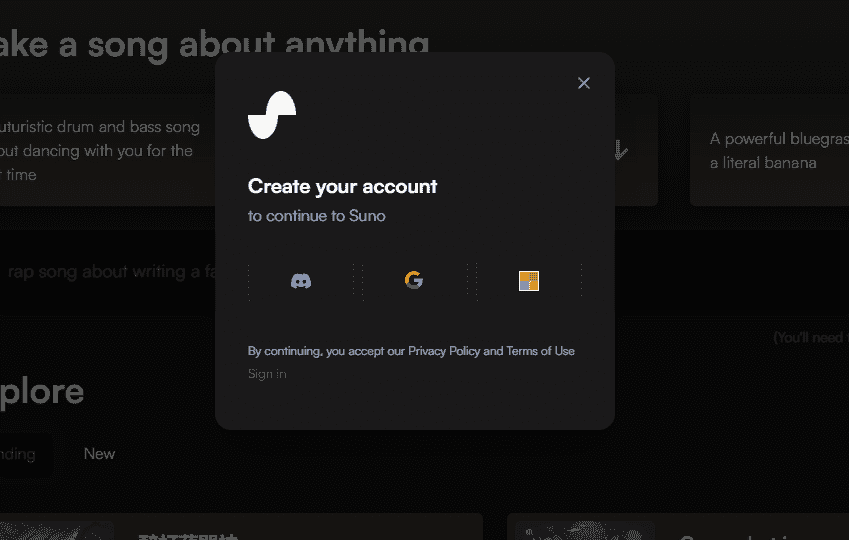 ake a song about anything
uturistic drum and bass song
out dancing with you for the
t time
A powerful bluegras
a literal banana
Create your account
to continue to Suno
rap song about writing a fa
(You'll need t
By continuing, you accept our Privacy Policy and Terms of Use
Sign in
plore
nding
New